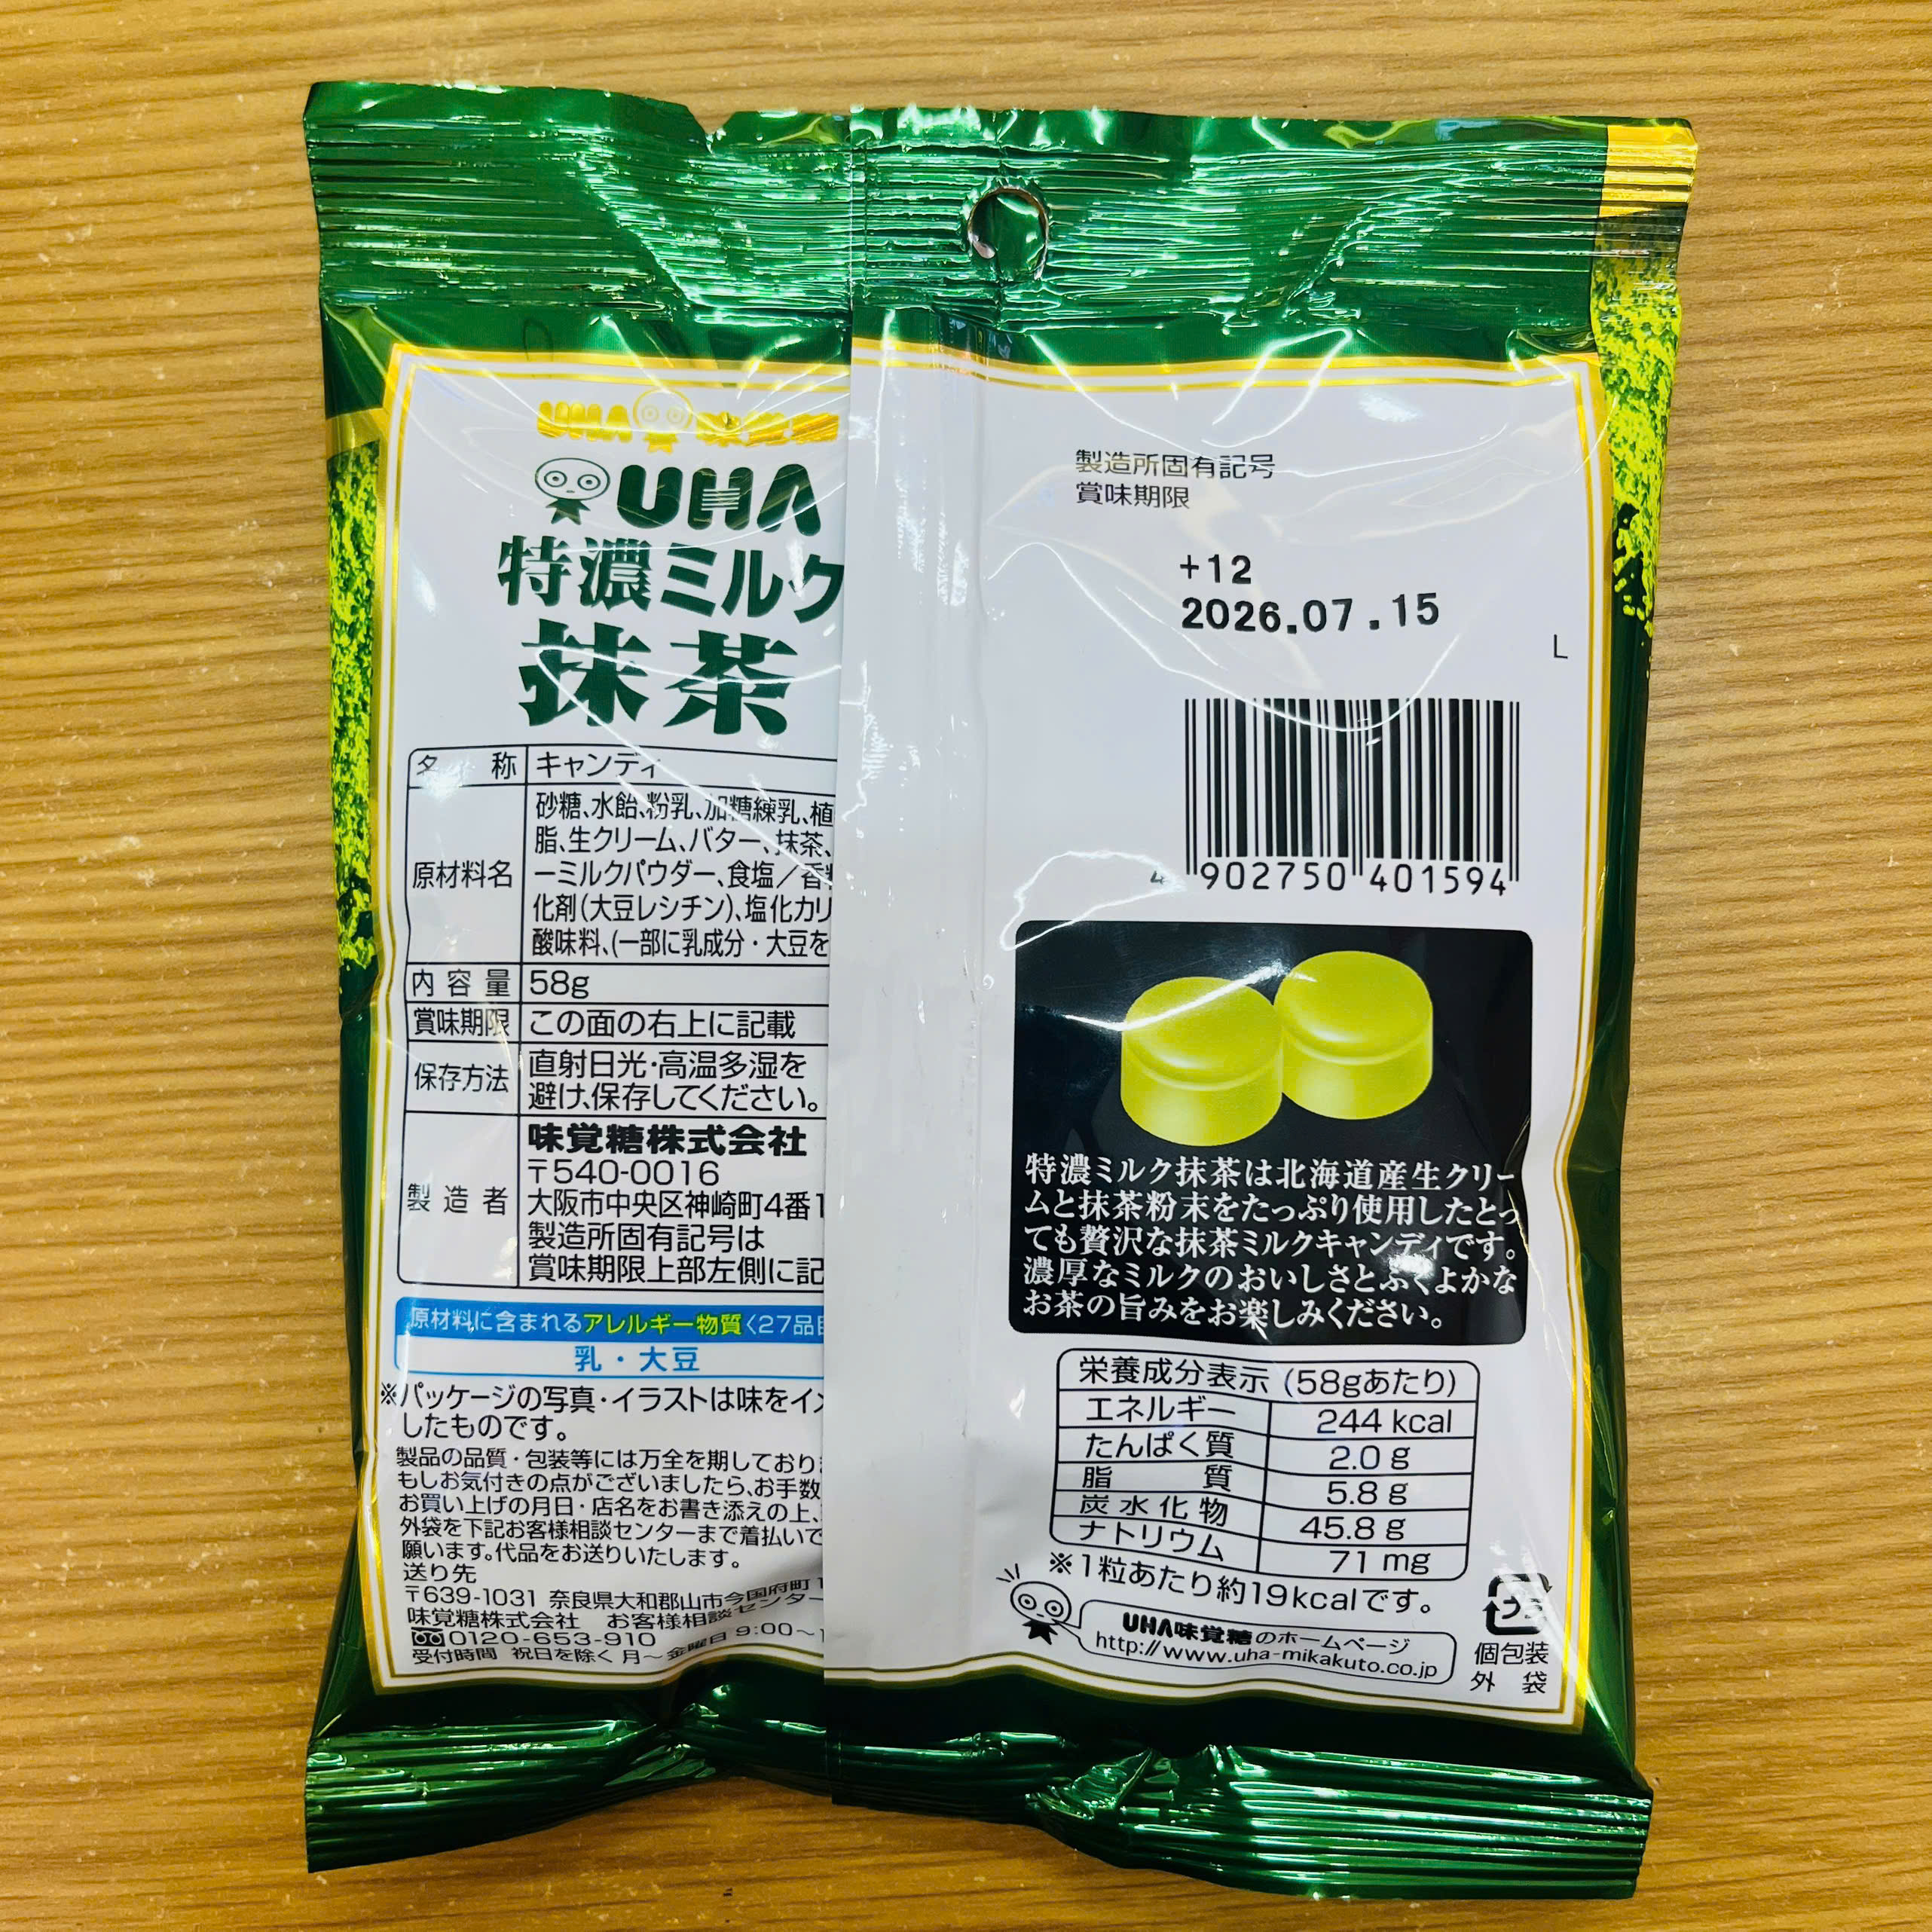 UHA
UHA
特濃ミルク
抹茶
名 称 キャンディ
原材料名
砂糖、水飴、粉乳、加糖練乳、植
脂、生クリーム、バター、抹茶、
ーミルクパウダー、食塩／香
化剤(大豆レシチン)、塩化カリ
酸味料、(一部に乳成分・大豆を
内容量 58g
賞味期限 この面の右上に記載
保存方法
直射日光・高温多湿を
避け、保存してください。
製造者
味覚糖株式会社
〒540-0016
大阪市中央区神崎町4番1
製造所固有記号は
賞味期限上部左側に記
原材料に含まれるアレルギー物質〈27品目
乳・大豆
※パッケージの写真・イラストは味をイメ
したものです。
製品の品質・包装等には万全を期しており
もしお気付きの点がございましたら、お手数
お買い上げの月日・店名をお書き添えの上、
外袋を下記お客様相談センターまで着払いで
願います。代品をお送りいたします。
送り先
〒639-1031 奈良県大和郡山市今国府町
味覚糖株式会社 お客様相談センター
0120-653-910
受付時間 祝日を除く 月～金曜日 9:00～1
製造所固有記号
賞味期限
+12
2026.07.15
L
4 902750 401594
特濃ミルク抹茶は北海道産生クリー
ムと抹茶粉末をたっぷり使用したとっ
ても贅沢な抹茶ミルクキャンディです。
濃厚なミルクのおいしさとふくよかな
お茶の旨みをお楽しみください。
栄養成分表示 (58gあたり)
エネルギー 244 kcal
たんぱく質 2.0 g
脂質 5.8 g
炭水化物 45.8 g
ナトリウム 71 mg
※1粒あたり約19kcalです。
UHA味覚糖のホームページ
http://www.uha-mikakuto.co.jp
プラ
個包装
外袋